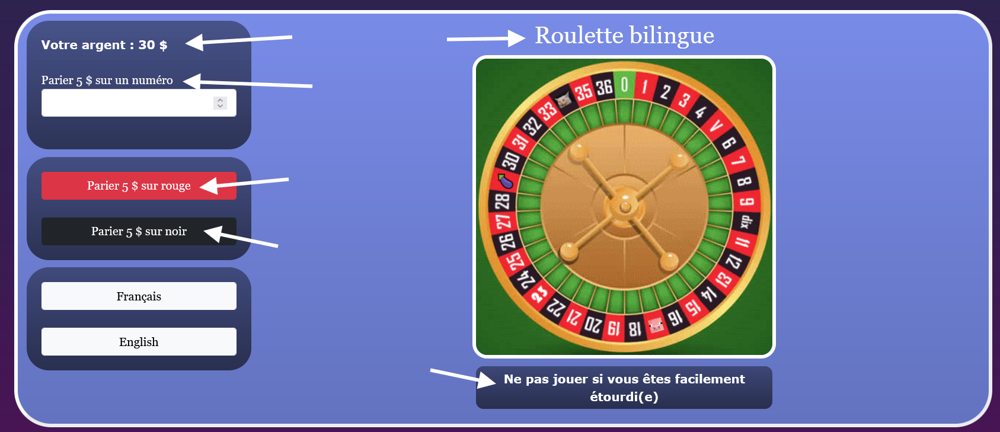 Votre argent : 30 $
Parier 5 $ sur un numéro
Parier 5 $ sur rouge
Parier 5 $ sur noir
Français
English
Roulette bilingue
0
1
2
3
4
V
6
7
8
9
dix
11
12
13
14
15
16
18
19
20
21
22
23
24
25
26
27
28
30
31
32
33
35
36
Ne pas jouer si vous êtes facilement
étourdi(e)